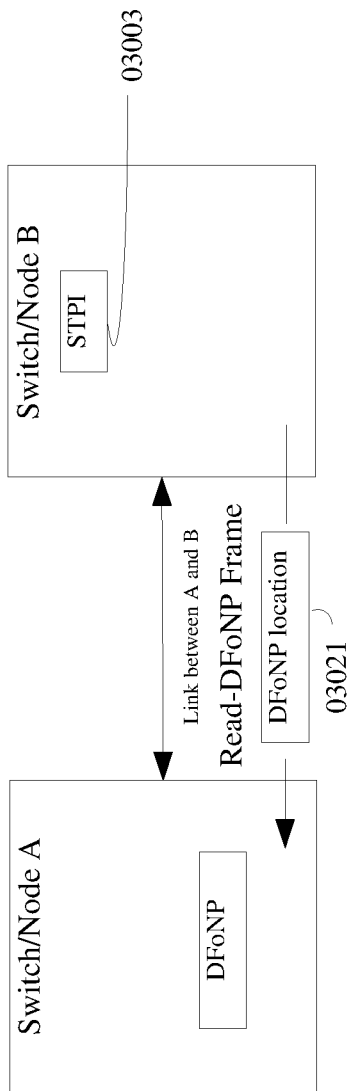 Switch/Node A
DFoNP
Link between A and B
Read-DFoNP Frame
DFoNP location
03021
Switch/Node B
STPI
03003